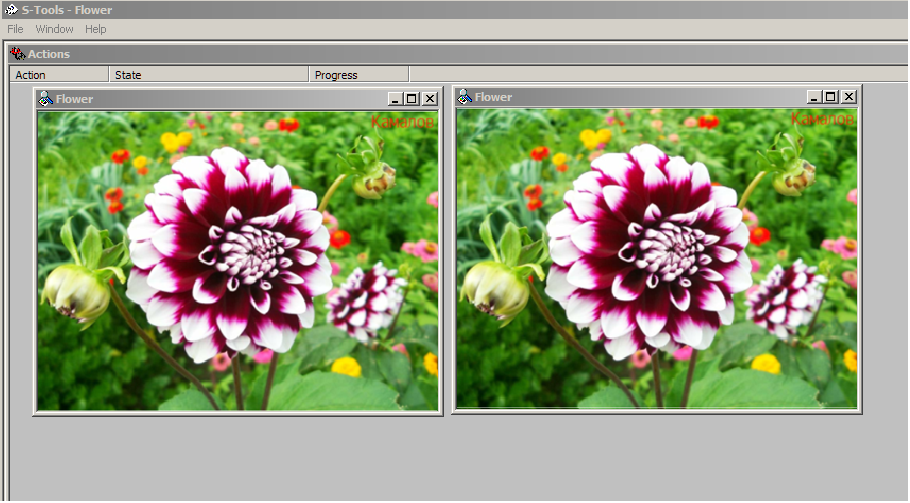 S-Tools - Flower
File Window Help
Actions
Action State Progress
Flower
Камалов
Flower
Камалов